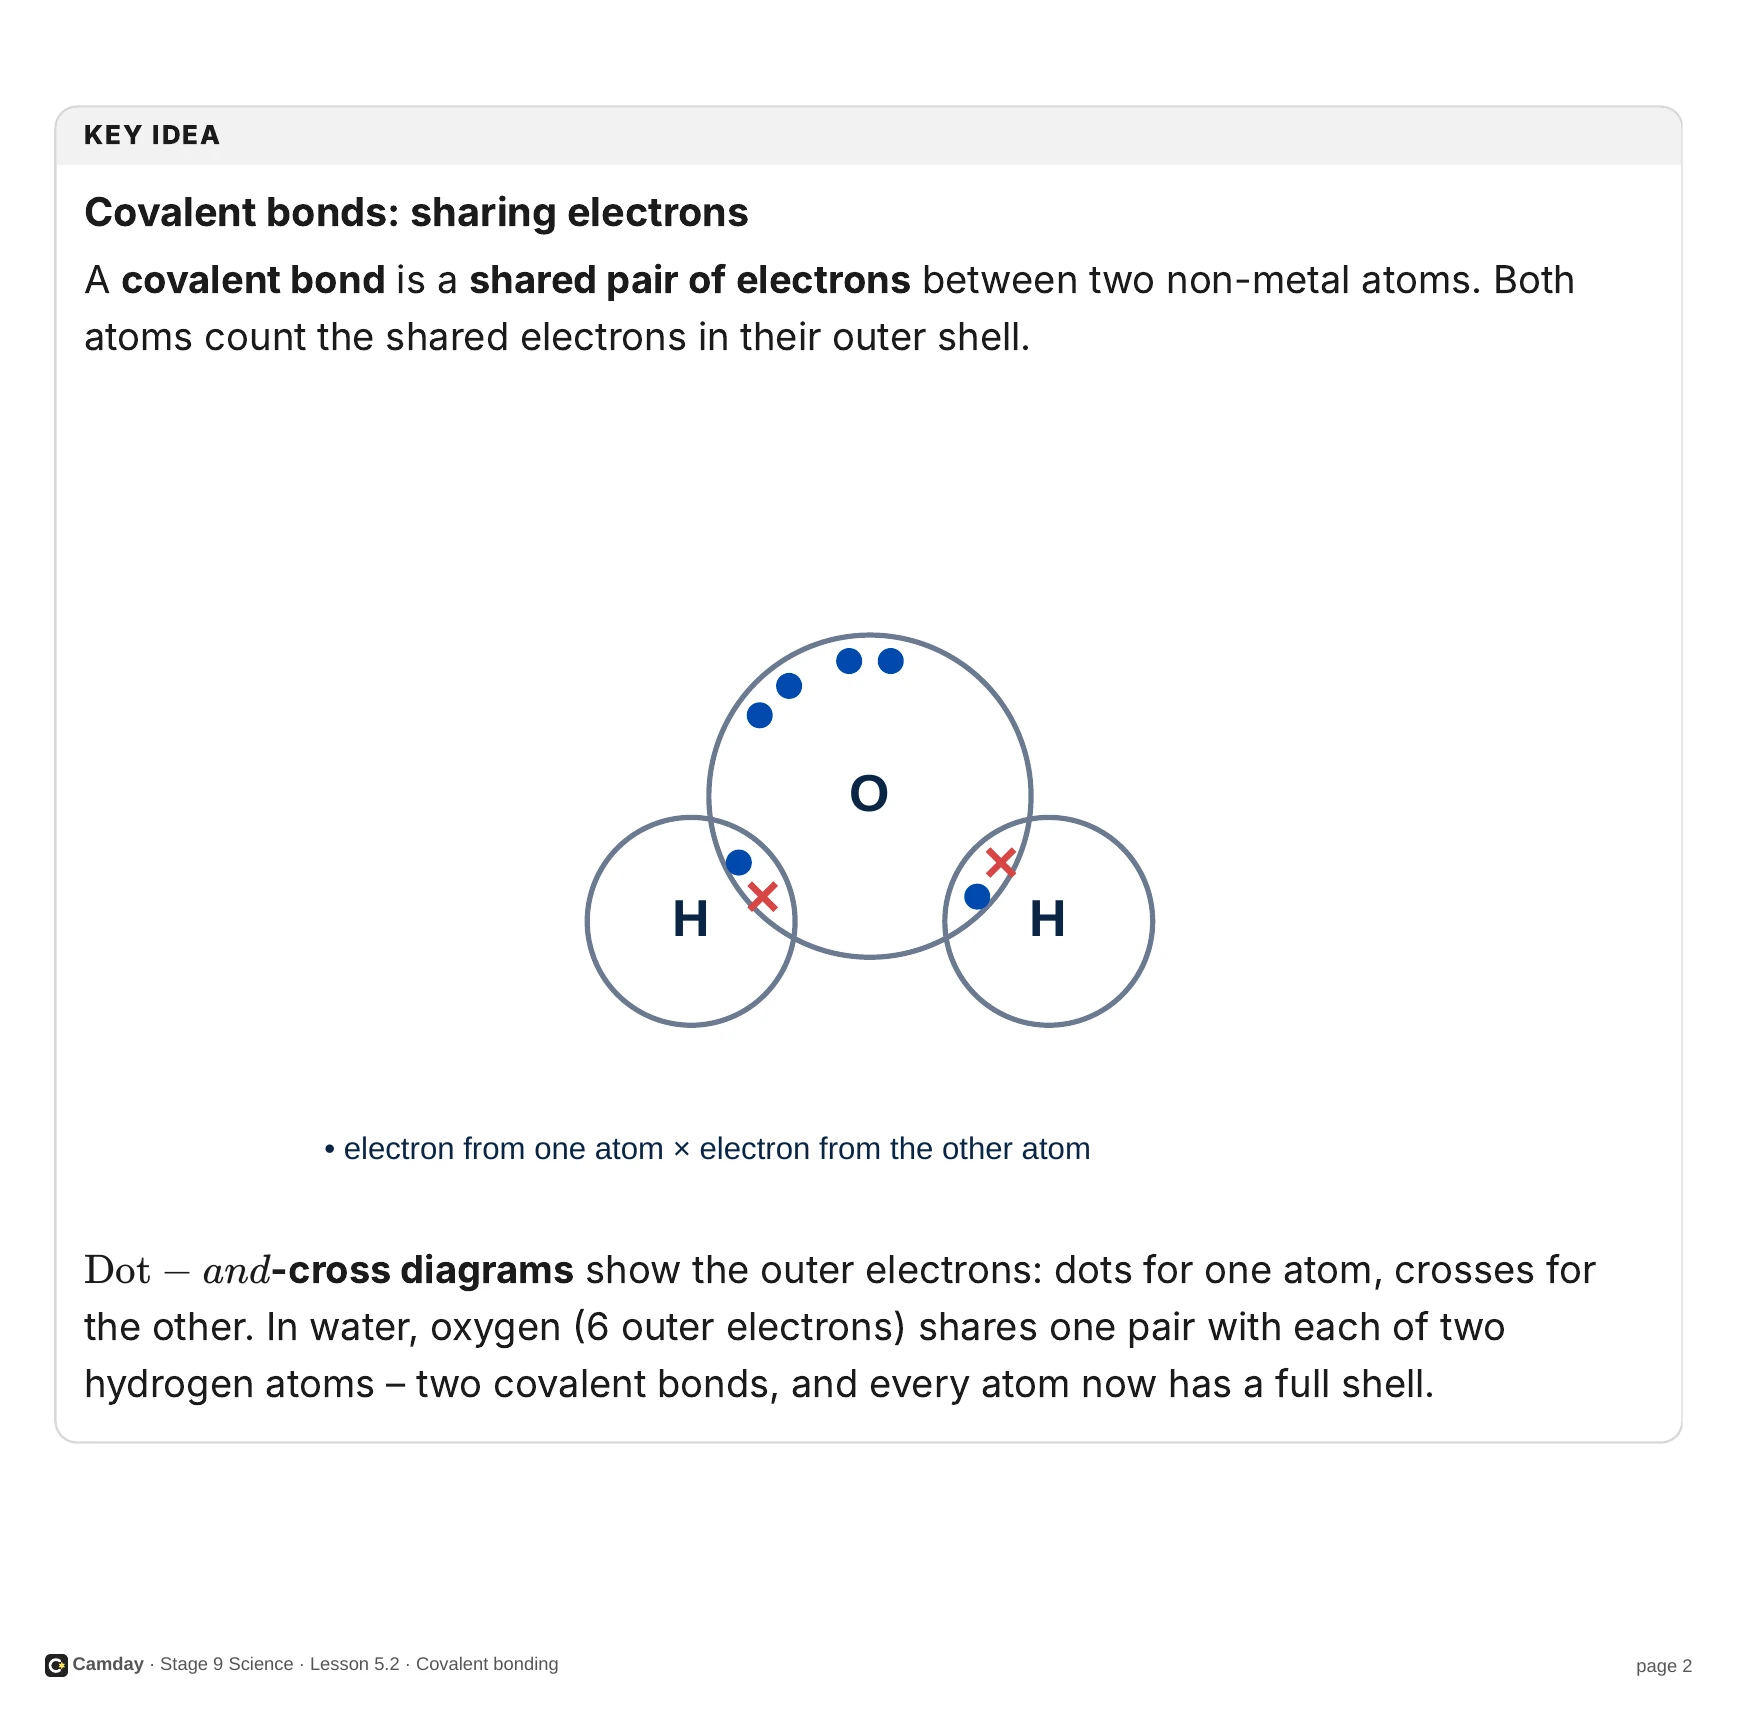 KEY IDEA
Covalent bonds: sharing electrons
A covalent bond is a shared pair of electrons between two non-metal atoms. Both
atoms count the shared electrons in their outer shell.
O
H
H
• electron from one atom × electron from the other atom
Dot – and-cross diagrams show the outer electrons: dots for one atom, crosses for
the other. In water, oxygen (6 outer electrons) shares one pair with each of two
hydrogen atoms – two covalent bonds, and every atom now has a full shell.
Camday · Stage 9 Science · Lesson 5.2 · Covalent bonding
page 2